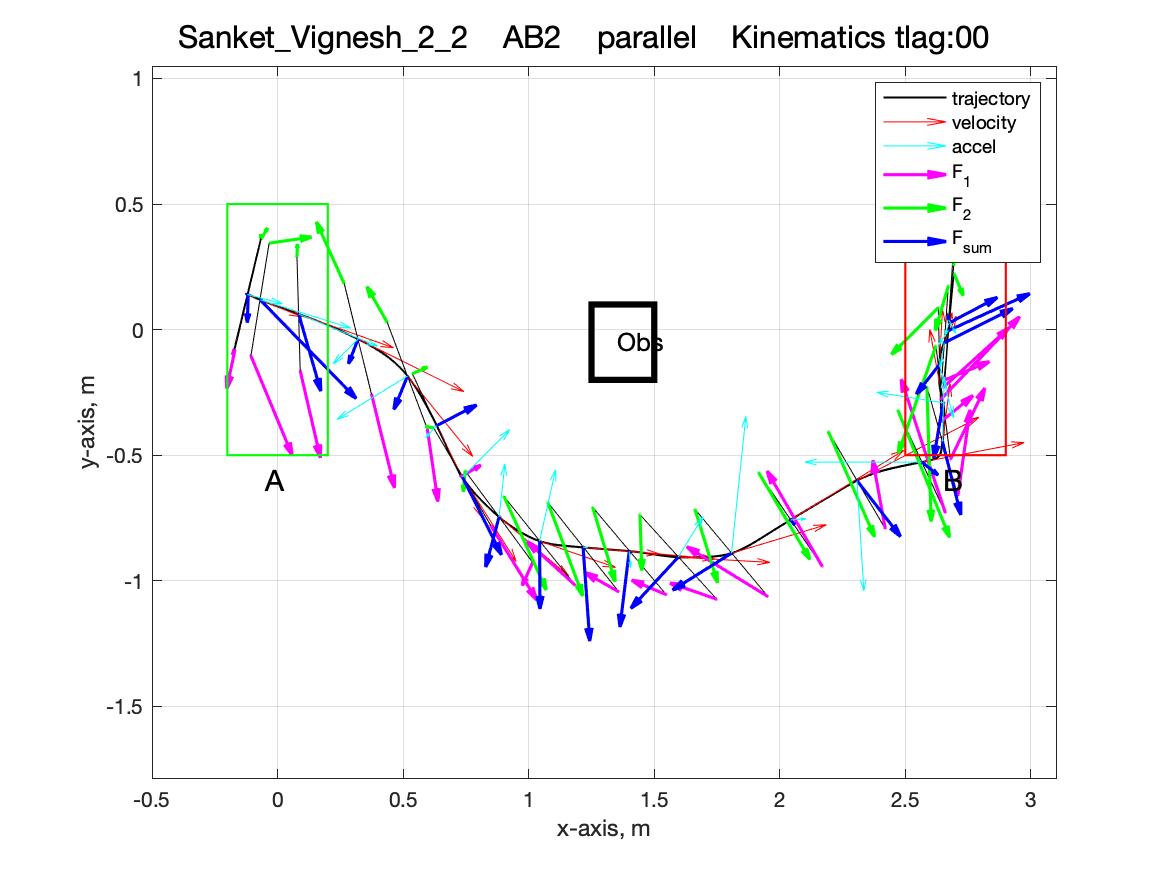 Sanket_Vignesh_2_2 AB2 parallel Kinematics tlag:00
1
0.5
0
-0.5
-1
-1.5
y-axis, m
trajectory
velocity
accel
F1
F2
Fsum
Obs
A
B
-0.5 0 0.5 1 1.5 2 2.5 3
x-axis, m